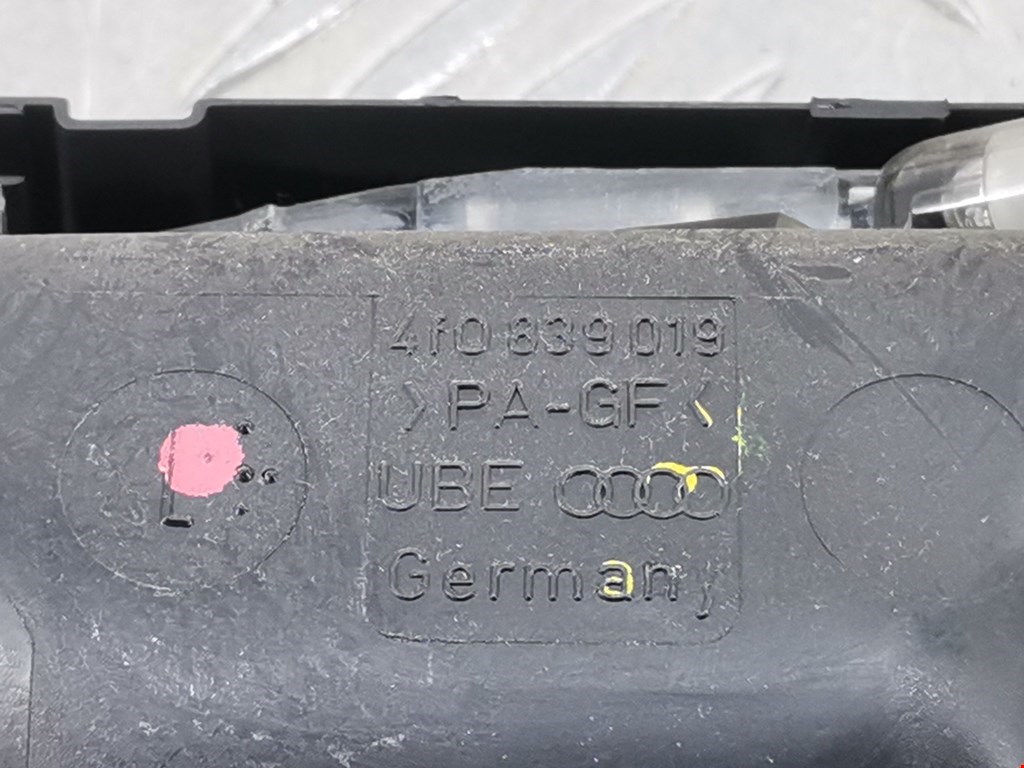 4f0 839 019
>PA-GF<
UBE
Germany